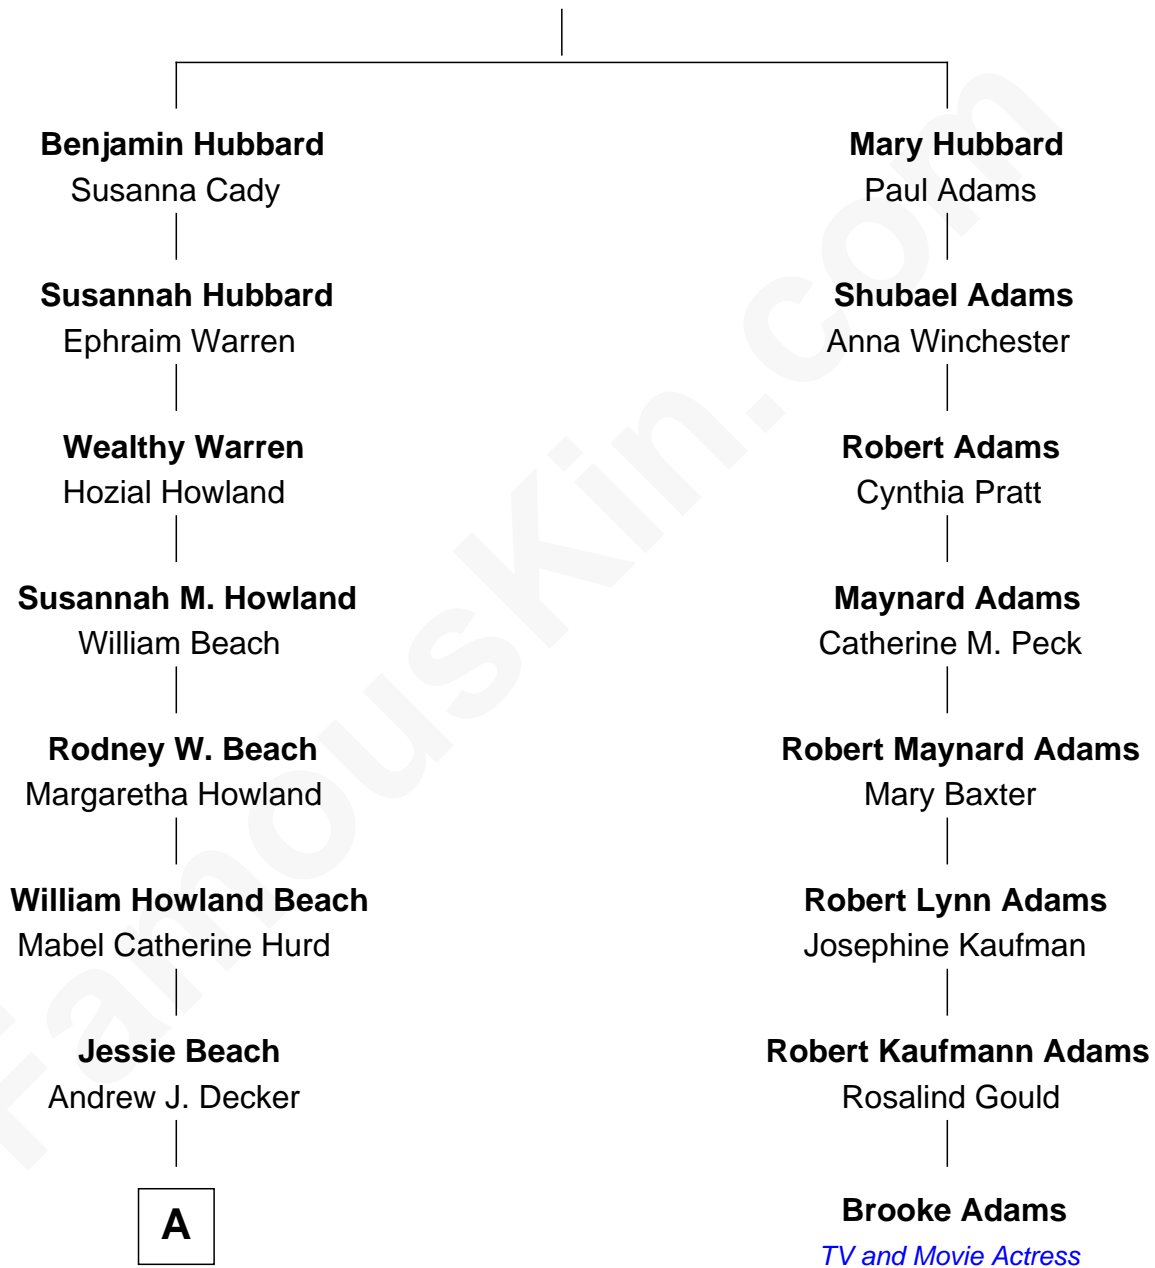 Benjamin Hubbard
Susanna Cady
Susannah Hubbard
Ephraim Warren
Wealthy Warren
Hozial Howland
Susannah M. Howland
William Beach
Rodney W. Beach
Margaretha Howland
William Howland Beach
Mabel Catherine Hurd
Jessie Beach
Andrew J. Decker
A
Mary Hubbard
Paul Adams
Shubael Adams
Anna Winchester
Robert Adams
Cynthia Pratt
Maynard Adams
Catherine M. Peck
Robert Maynard Adams
Mary Baxter
Robert Lynn Adams
Josephine Kaufman
Robert Kaufmann Adams
Rosalind Gould
Brooke Adams
TV and Movie Actress
FamousKin.com